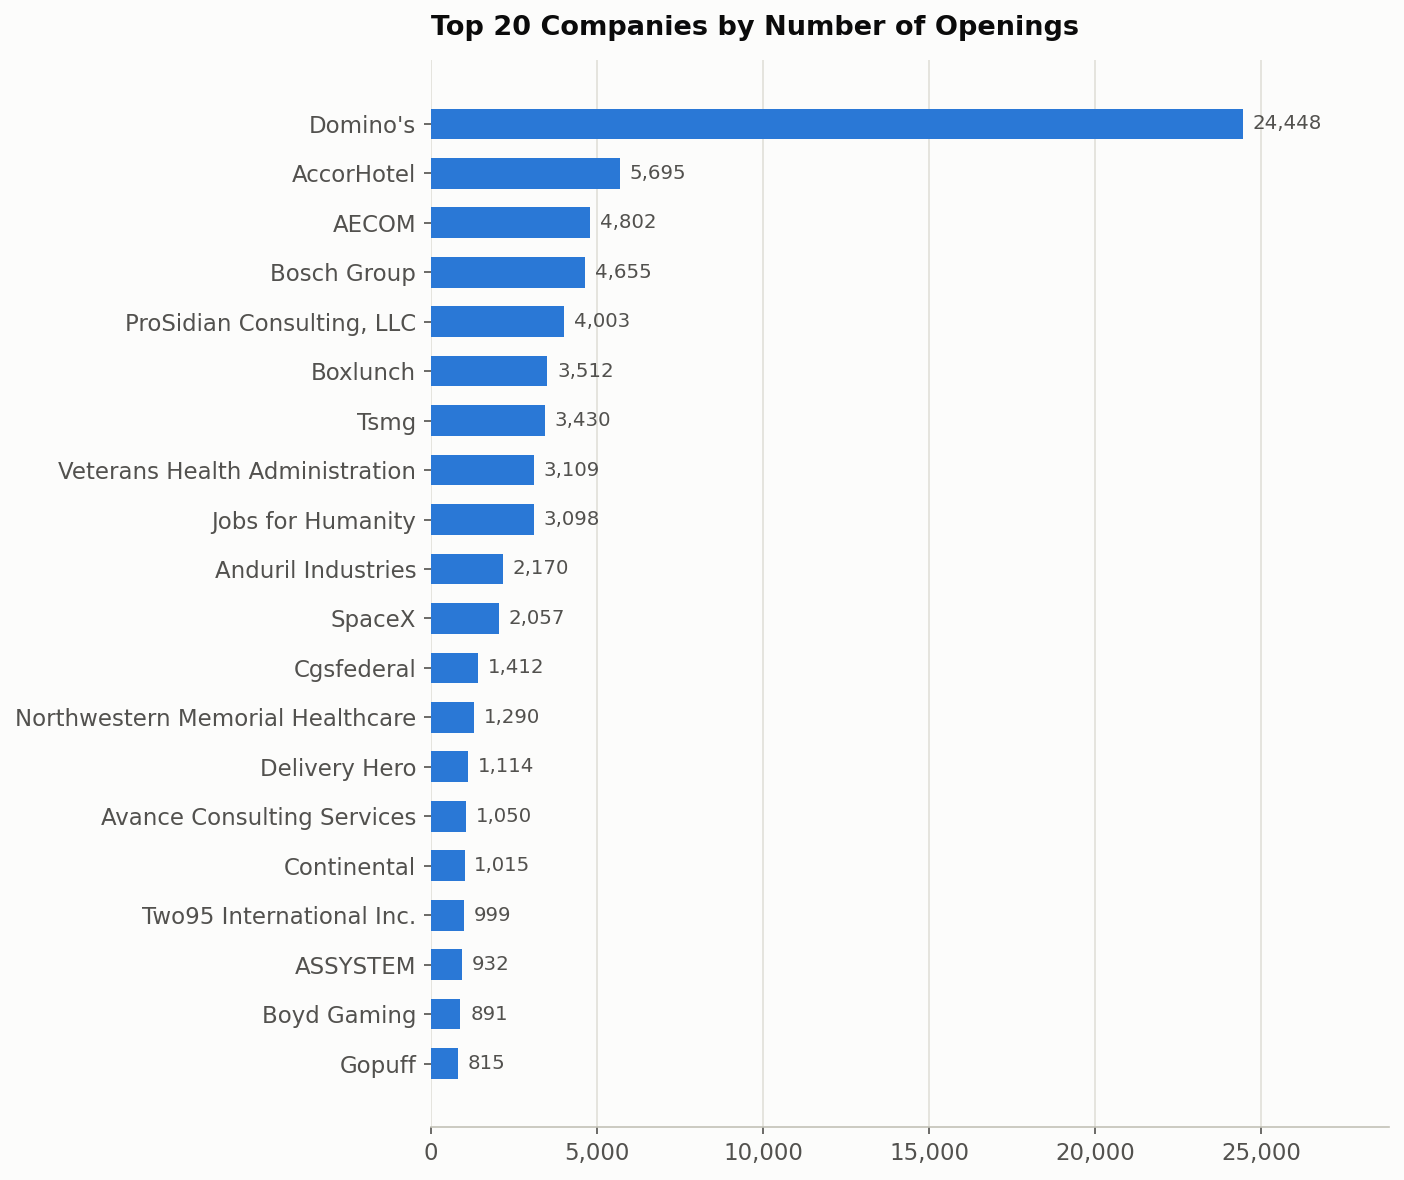 Top 20 Companies by Number of Openings
Domino's 24,448
AccorHotel 5,695
AECOM 4,802
Bosch Group 4,655
ProSidian Consulting, LLC 4,003
Boxlunch 3,512
Tsmg 3,430
Veterans Health Administration 3,109
Jobs for Humanity 3,098
Anduril Industries 2,170
SpaceX 2,057
Cgsfederal 1,412
Northwestern Memorial Healthcare 1,290
Delivery Hero 1,114
Avance Consulting Services 1,050
Continental 1,015
Two95 International Inc. 999
ASSYSTEM 932
Boyd Gaming 891
Gopuff 815
0 5,000 10,000 15,000 20,000 25,000